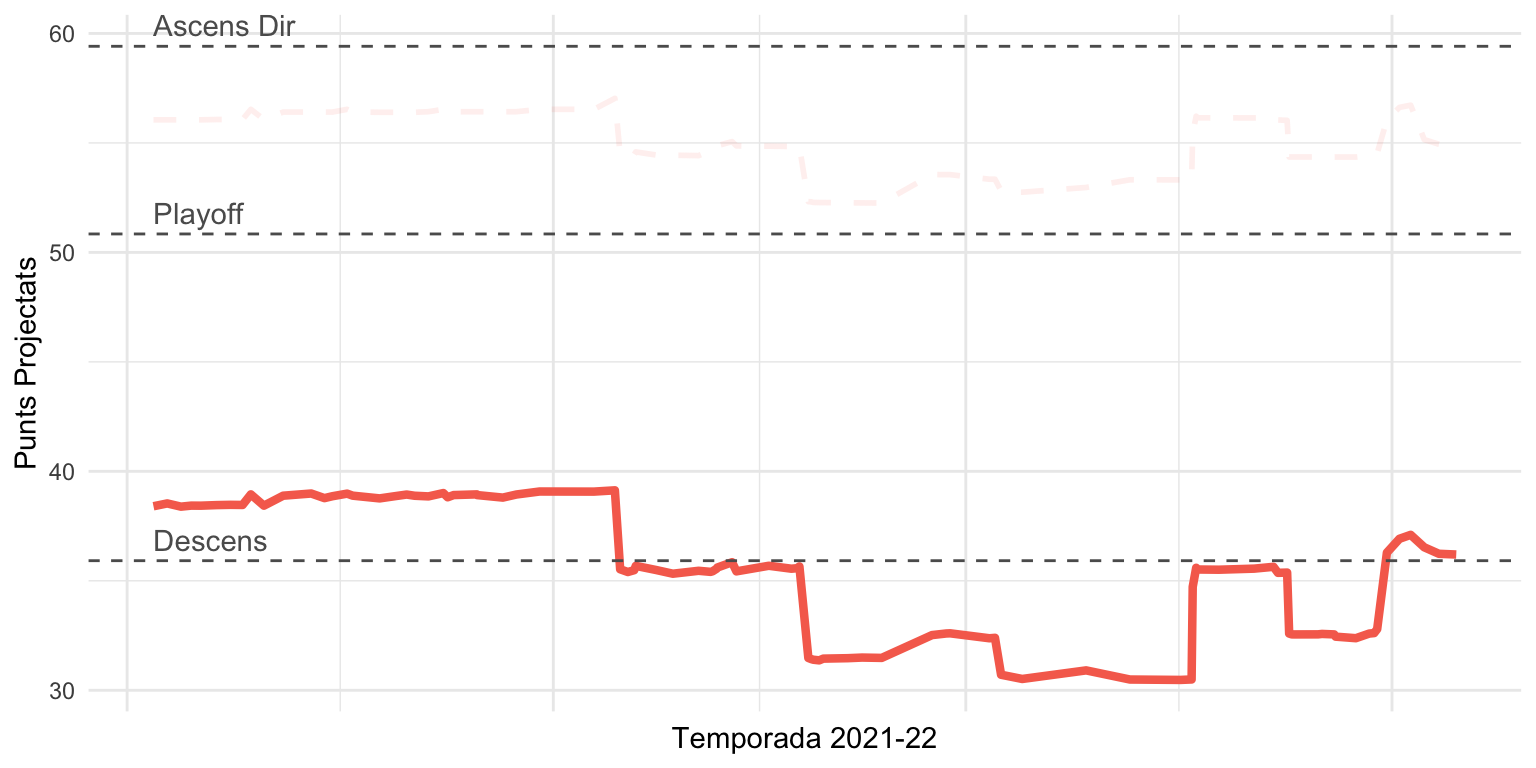 60
Ascens Dir
Playoff
50
Punts Projectats
40
Descens
30
Temporada 2021-22